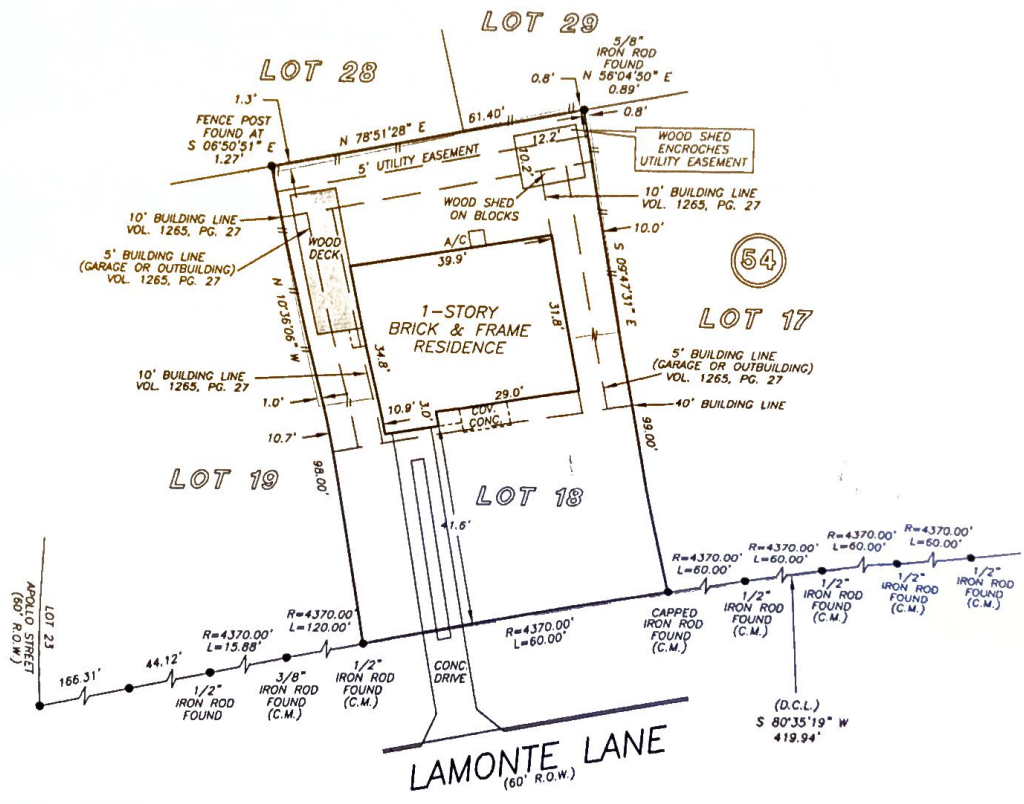 LOT 29
LOT 28
5/8"
IRON ROD
FOUND
N 56°04'50" E
0.89'
0.8'
0.8'
1.3'
FENCE POST
FOUND AT
S 06°50'51" E
1.27'
N 78°51'28" E
61.40'
5' UTILITY EASEMENT
12.2'
10.2'
WOOD SHED
ENCROCHES
UTILITY EASEMENT
WOOD SHED
ON BLOCKS
10' BUILDING LINE
VOL. 1265, PG. 27
10' BUILDING LINE
VOL. 1265, PG. 27
5' BUILDING LINE
(GARAGE OR OUTBUILDING)
VOL. 1265, PG. 27
WOOD
DECK
A/C
39.9'
10.0'
S 09°47'31" E
54
LOT 17
N 10°36'06" W
1-STORY
BRICK & FRAME
RESIDENCE
31.8'
34.8'
5' BUILDING LINE
(GARAGE OR OUTBUILDING)
VOL. 1265, PG. 27
10' BUILDING LINE
VOL. 1265, PG. 27
1.0'
10.9'
3.0'
29.0'
COV.
CONC.
40' BUILDING LINE
10.7'
98.00'
99.00'
LOT 19
LOT 18
41.6'
APOLLO STREET
(60' R.O.W.)
LOT 23
166.31'
44.12'
1/2"
IRON ROD
FOUND
R=4370.00'
L=15.88'
3/8"
IRON ROD
FOUND
(C.M.)
R=4370.00'
L=120.00'
1/2"
IRON ROD
FOUND
(C.M.)
CONC.
DRIVE
R=4370.00'
L=60.00'
CAPPED
IRON ROD
FOUND
(C.M.)
R=4370.00'
L=60.00'
1/2"
IRON ROD
FOUND
(C.M.)
R=4370.00'
L=60.00'
1/2"
IRON ROD
FOUND
(C.M.)
R=4370.00'
L=60.00'
1/2"
IRON ROD
FOUND
(C.M.)
R=4370.00'
L=60.00'
1/2"
IRON ROD
FOUND
(C.M.)
(D.C.L.)
S 80°35'19" W
419.94'
LAMONTE LANE
(60' R.O.W.)